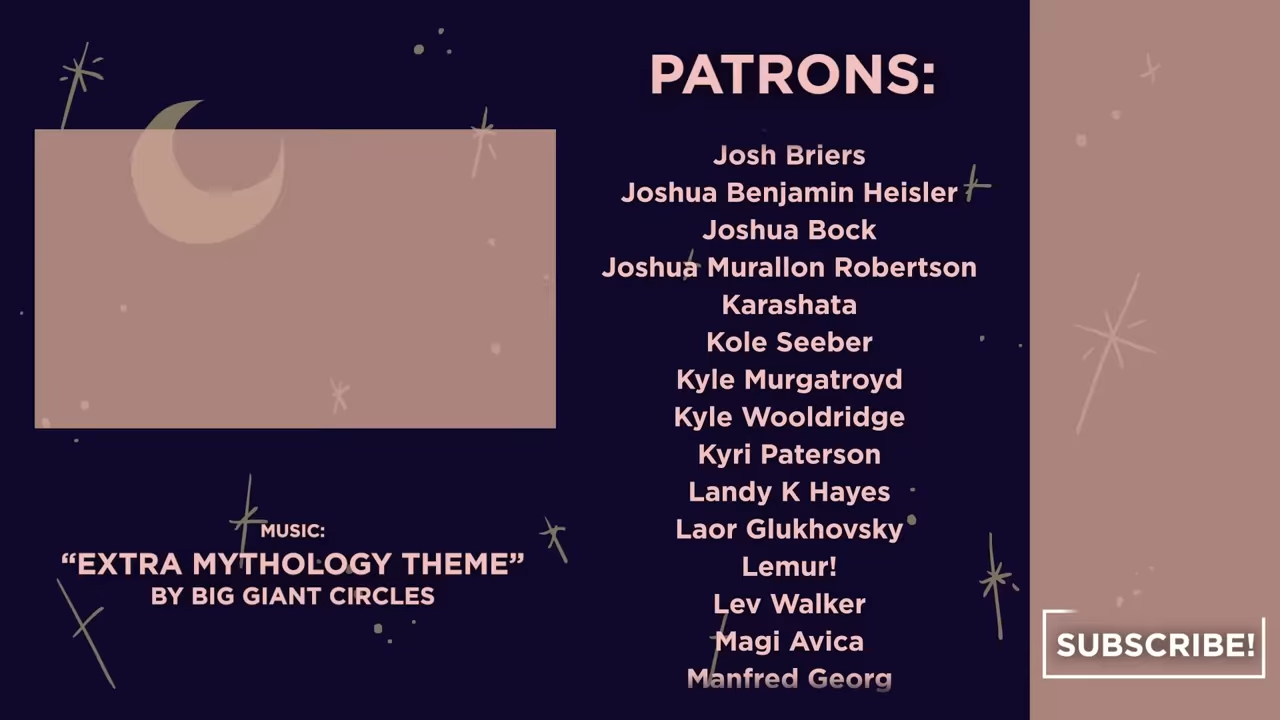 PATRONS:
Josh Briers
Joshua Benjamin Heisler
Joshua Bock
Joshua Murallon Robertson
Karashata
Kole Seeber
Kyle Murgatroyd
Kyle Wooldridge
Kyri Paterson
Landy K Hayes
Laor Glukhovsky
Lemur!
Lev Walker
Magi Avica
Manfred Georg
MUSIC:
“EXTRA MYTHOLOGY THEME”
BY BIG GIANT CIRCLES
SUBSCRIBE!